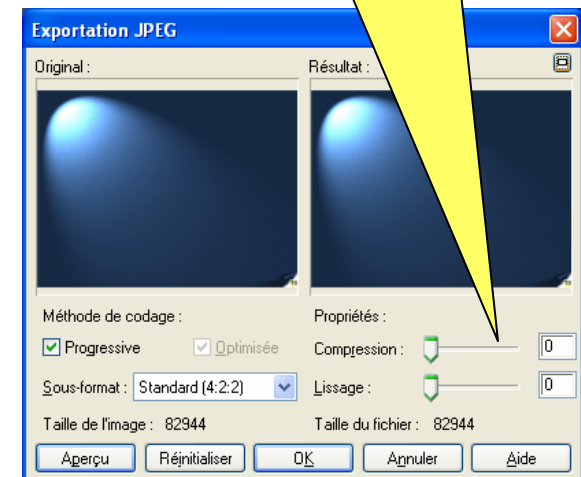 Exportation JPEG
Original :
Résultat :
Méthode de codage :
Propriétés :
Progressive
Optimisée
Compression :
0
Sous-format :
Standard (4:2:2)
Lissage :
0
Taille de l'image : 82944
Taille du fichier : 82944
Aperçu
Réinitialiser
OK
Annuler
Aide